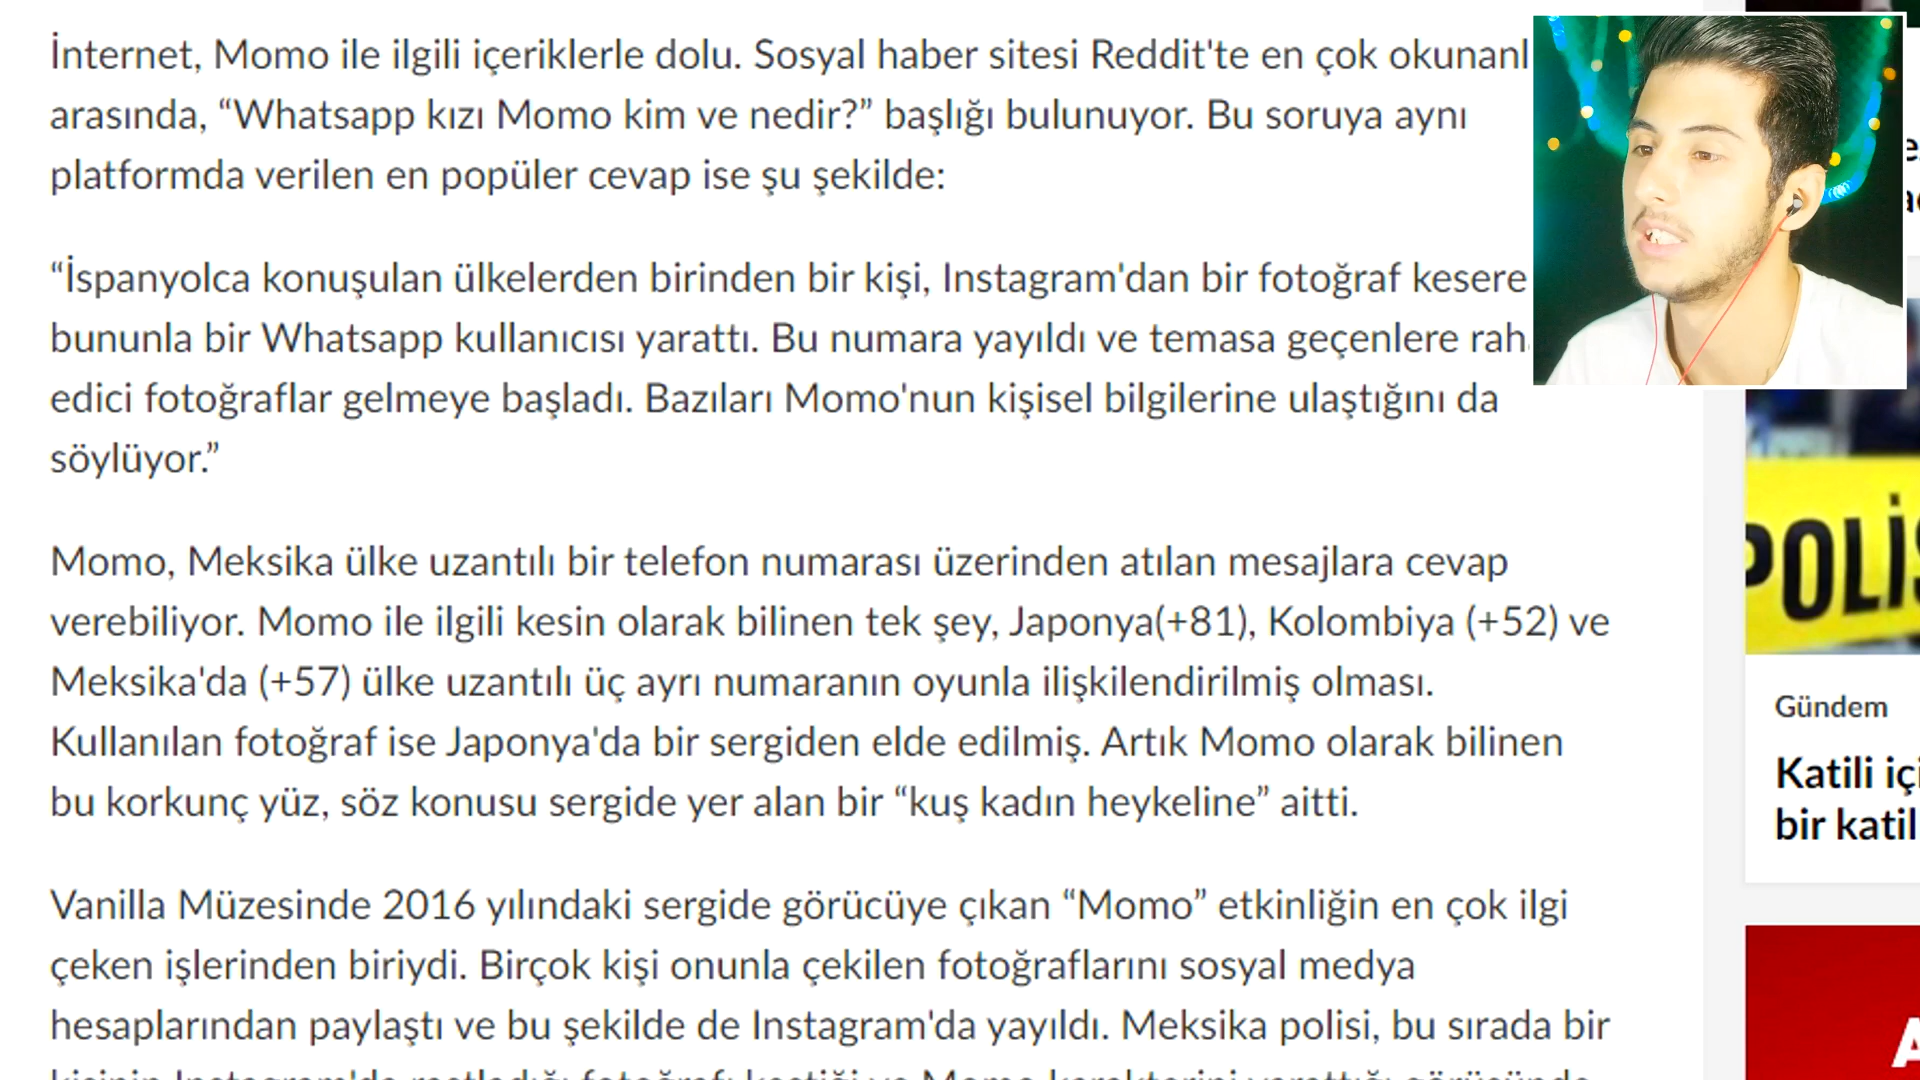 İnternet, Momo ile ilgili içeriklerle dolu. Sosyal haber sitesi Reddit'te en çok
arasında, “Whatsapp kızı Momo kim ve nedir?” başlığı bulunuyor. Bu soruya aynı
platformda verilen en popüler cevap ise şu şekilde:
“İspanyolca konuşulan ülkelerden birinden bir kişi, Instagram'dan bir fotoğraf
bununla bir Whatsapp kullanıcısı yarattı. Bu numara yayıldı ve temasa geçenlere
edici fotoğraflar gelmeye başladı. Bazıları Momo'nun kişisel bilgilerine ulaştığını da
söylüyor.”
Momo, Meksika ülke uzantılı bir telefon numarası üzerinden atılan mesajlara cevap
verebiliyor. Momo ile ilgili kesin olarak bilinen tek şey, Japonya(+81), Kolombiya (+52) ve
Meksika'da (+57) ülke uzantılı üç ayrı numaranın oyunla ilişkilendirilmiş olması.
Kullanılan fotoğraf ise Japonya'da bir sergiden elde edilmiş. Artık Momo olarak bilinen
bu korkunç yüz, söz konusu sergide yer alan bir “kuş kadın heykeline” aitti.
Vanilla Müzesinde 2016 yılındaki sergide görücüye çıkan “Momo” etkinliğin en çok ilgi
çeken işlerinden biriydi. Birçok kişi onunla çekilen fotoğraflarını sosyal medya
hesaplarından paylaştı ve bu şekilde de Instagram'da yayıldı. Meksika polisi, bu sırada bir
POLİS
Gündem
Katili
bir katil